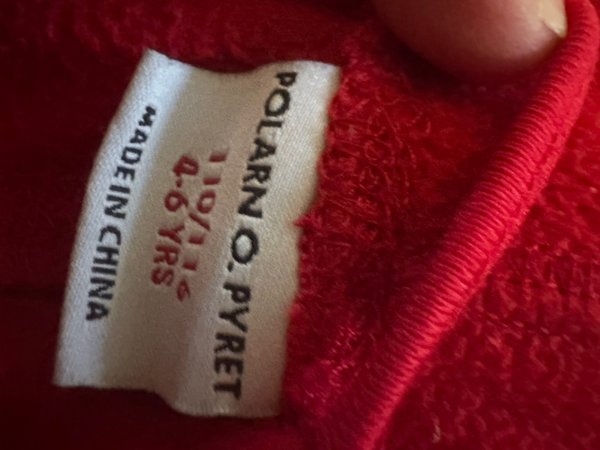 POLARN O. PYRET
110/116
4-6 YRS
MADE IN CHINA